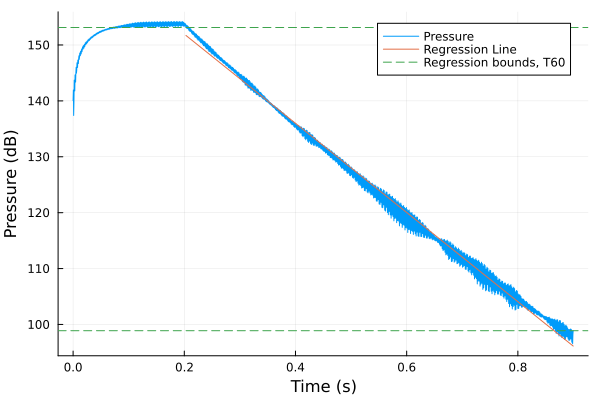 Pressure (dB)
150
140
130
120
110
100
Pressure
Regression Line
Regression bounds, T60
0.0
0.2
0.4
0.6
0.8
Time (s)